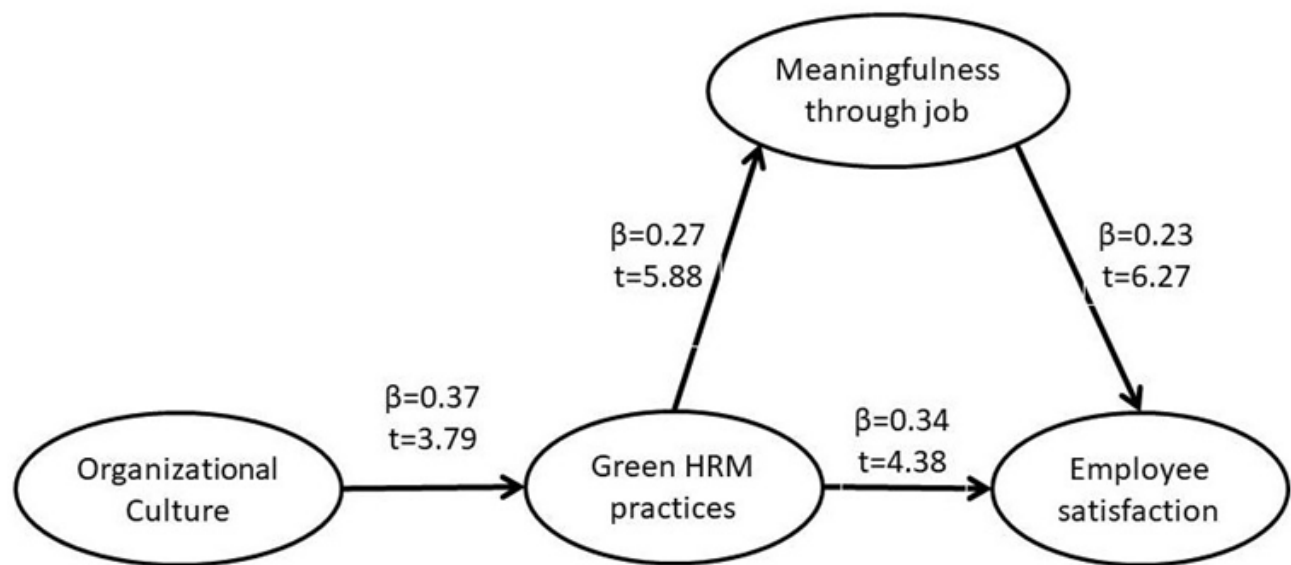 Meaningfulness
through job
β=0.27
t=5.88
β=0.23
t=6.27
β=0.37
t=3.79
β=0.34
t=4.38
Organizational
Culture
Green HRM
practices
Employee
satisfaction